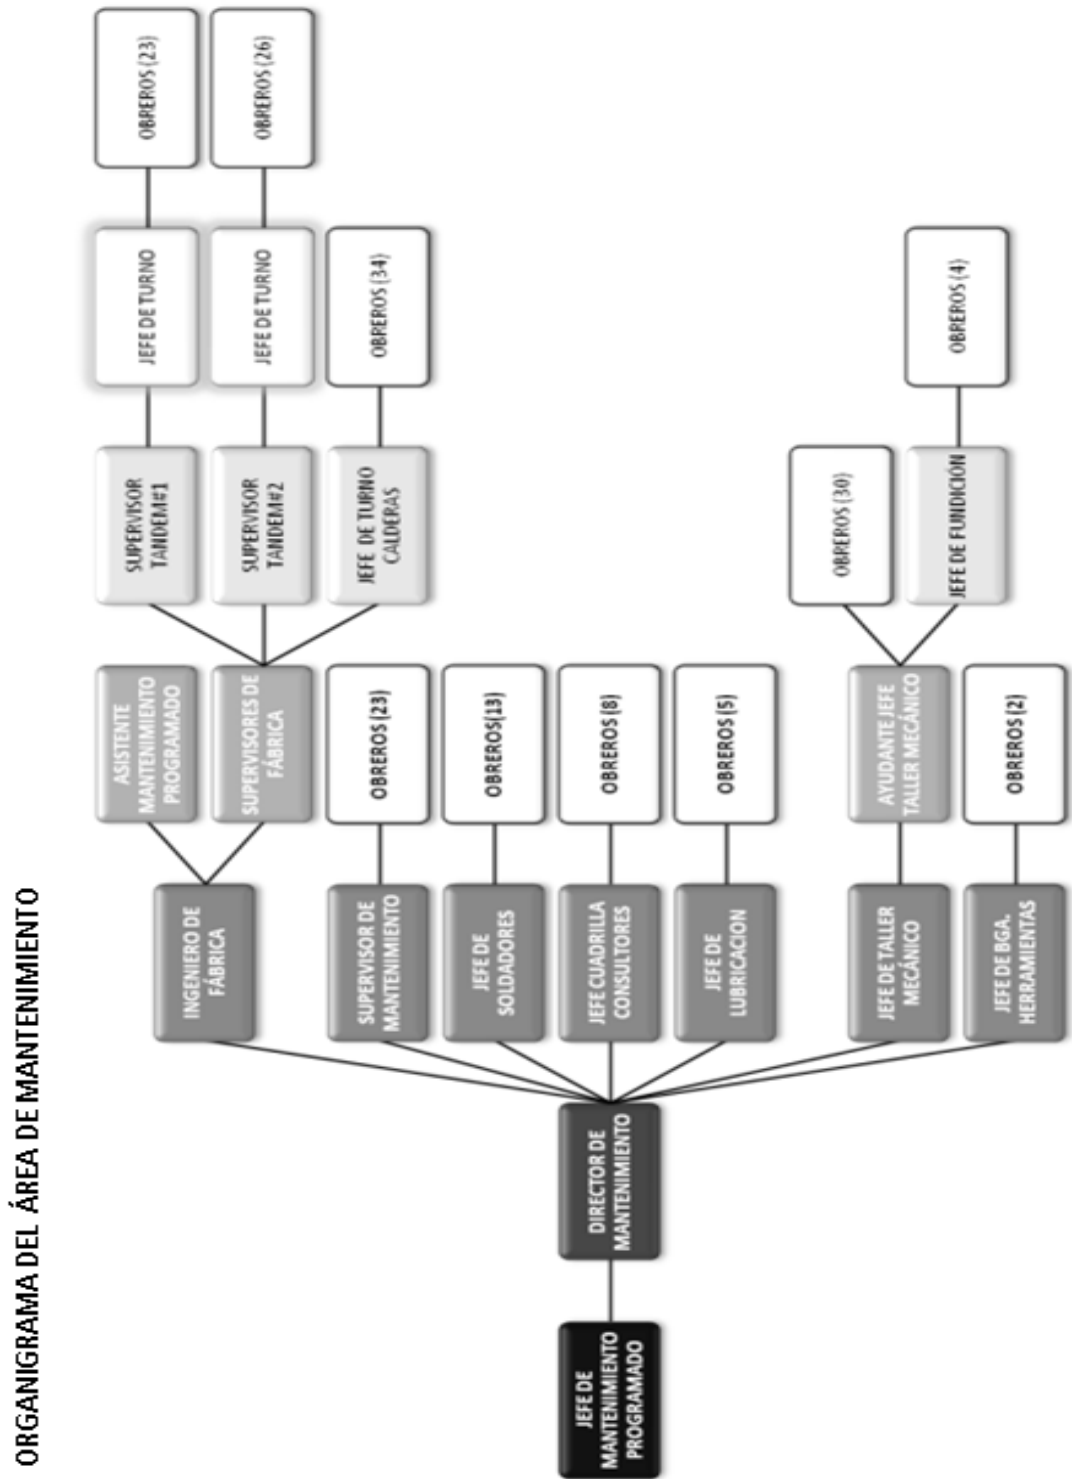 ORGANIGRAMA DEL ÁREA DE MANTENIMIENTO
JEFE DE
MANTENIMIENTO
PROGRAMADO
DIRECTOR DE
MANTENIMIENTO
INGENIERO DE
FÁBRICA
ASISTENTE
MANTENIMIENTO
PROGRAMADO
SUPERVISORES DE
FÁBRICA
SUPERVISOR
TANDEM#1
JEFE DE TURNO
OBREROS (23)
SUPERVISOR
TANDEM#2
JEFE DE TURNO
OBREROS (26)
JEFE DE TURNO
CALDERAS
OBREROS (34)
SUPERVISOR DE
MANTENIMIENTO
OBREROS (23)
JEFE DE
SOLDADORES
OBREROS(13)
JEFE CUADRILLA
CONSULTORES
OBREROS (8)
JEFE DE
LUBRICACION
OBREROS (5)
JEFE DE TALLER
MECÁNICO
AYUDANTE JEFE
TALLER MECÁNICO
OBREROS (30)
JEFE DE FUNDICIÓN
OBREROS (4)
JEFE DE BGA.
HERRAMIENTAS
OBREROS (2)